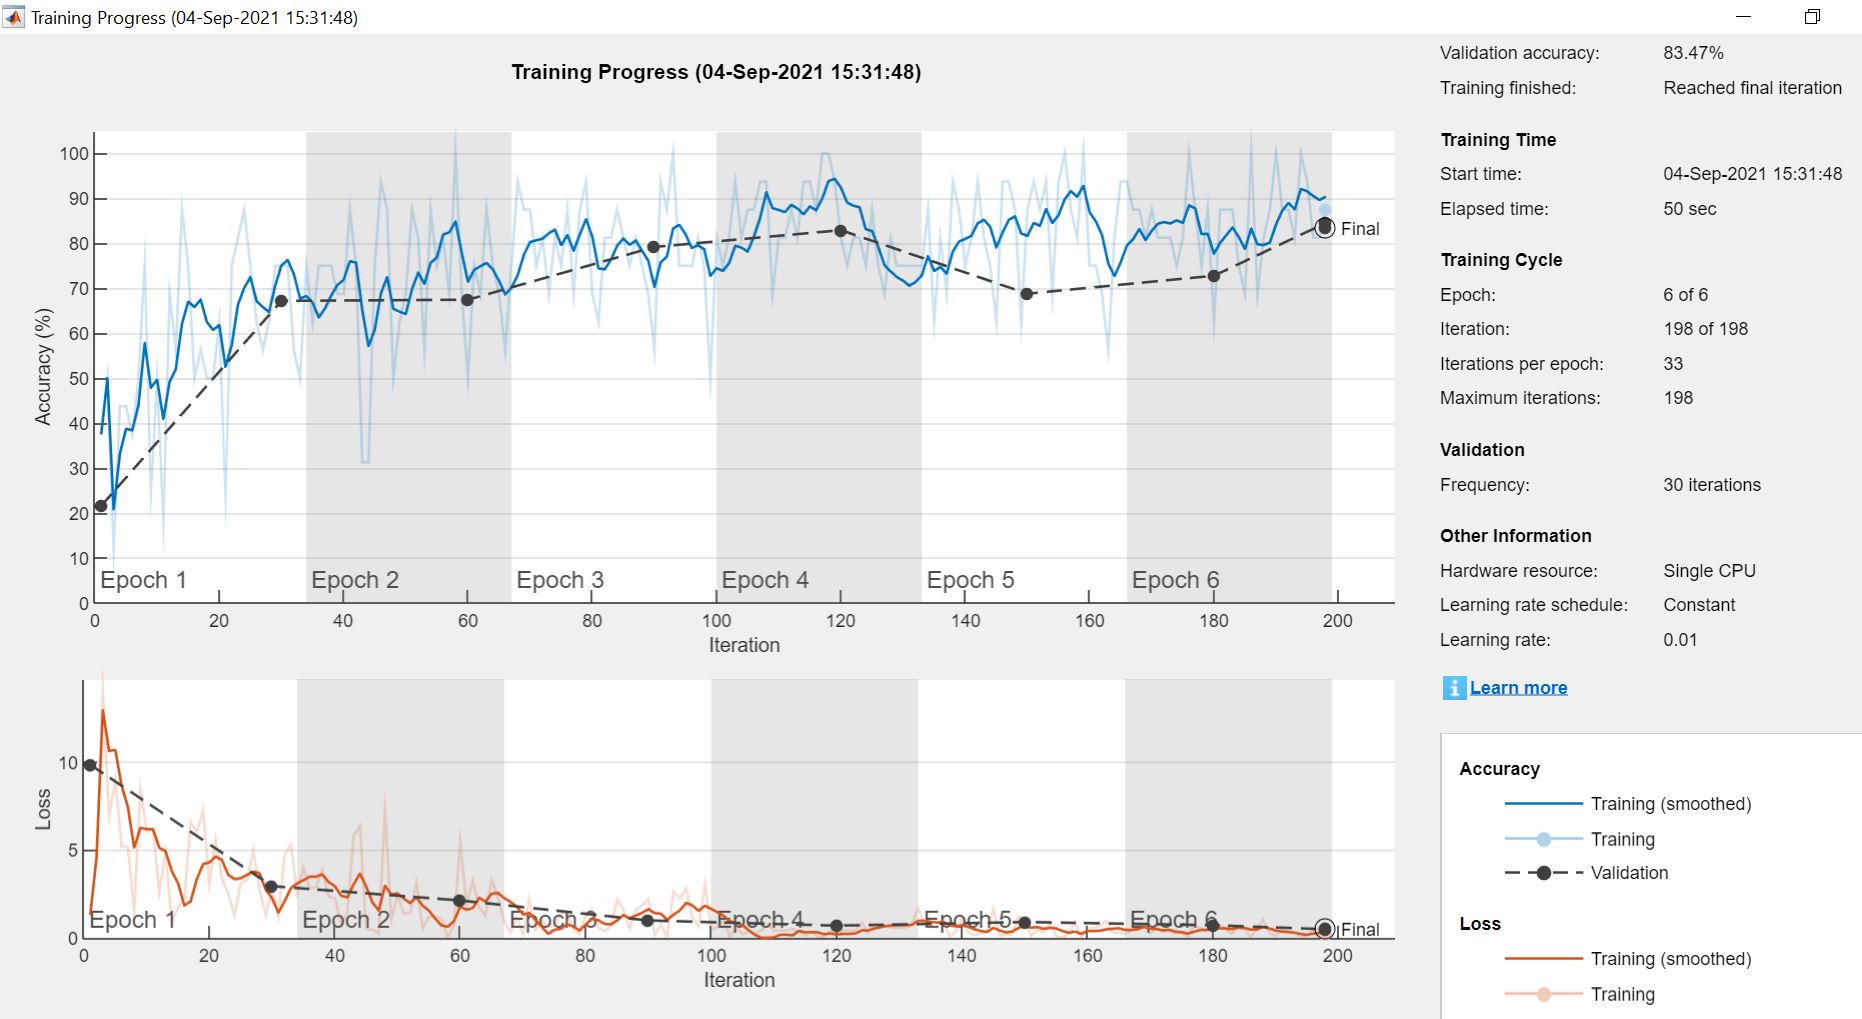 Training Progress (04-Sep-2021 15:31:48)
Training Progress (04-Sep-2021 15:31:48)
100
90
80
70
60
50
40
30
20
10
0
Accuracy (%)
Final
Epoch 1
Epoch 2
Epoch 3
Epoch 4
Epoch 5
Epoch 6
0 20 40 60 80 100 120 140 160 180 200
Iteration
10
5
0
Loss
Final
Epoch 1
Epoch 2
Epoch 3
Epoch 4
Epoch 5
Epoch 6
0 20 40 60 80 100 120 140 160 180 200
Iteration
Validation accuracy: 83.47%
Training finished: Reached final iteration
Training Time
Start time: 04-Sep-2021 15:31:48
Elapsed time: 50 sec
Training Cycle
Epoch: 6 of 6
Iteration: 198 of 198
Iterations per epoch: 33
Maximum iterations: 198
Validation
Frequency: 30 iterations
Other Information
Hardware resource: Single CPU
Learning rate schedule: Constant
Learning rate: 0.01
i Learn more
Accuracy
Training (smoothed)
Training
Validation
Loss
Training (smoothed)
Training